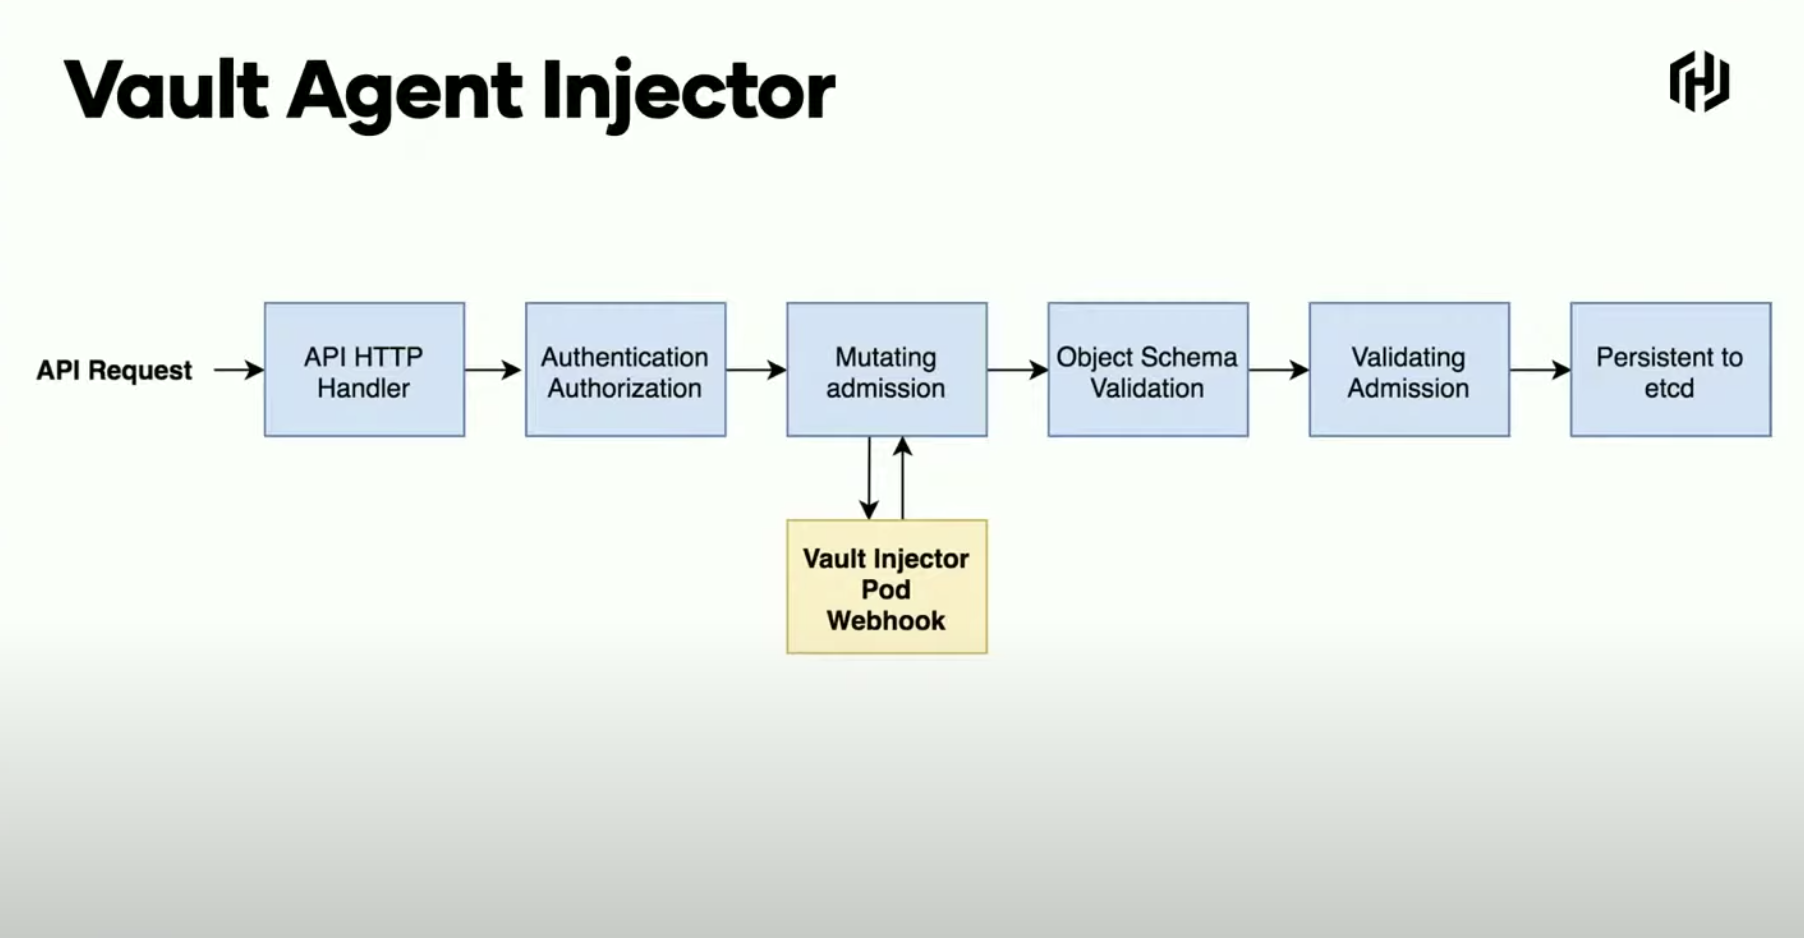 Vault Agent Injector
API Request
API HTTP
Handler
Authentication
Authorization
Mutating
admission
Object Schema
Validation
Validating
Admission
Persistent to
etcd
Vault Injector
Pod
Webhook